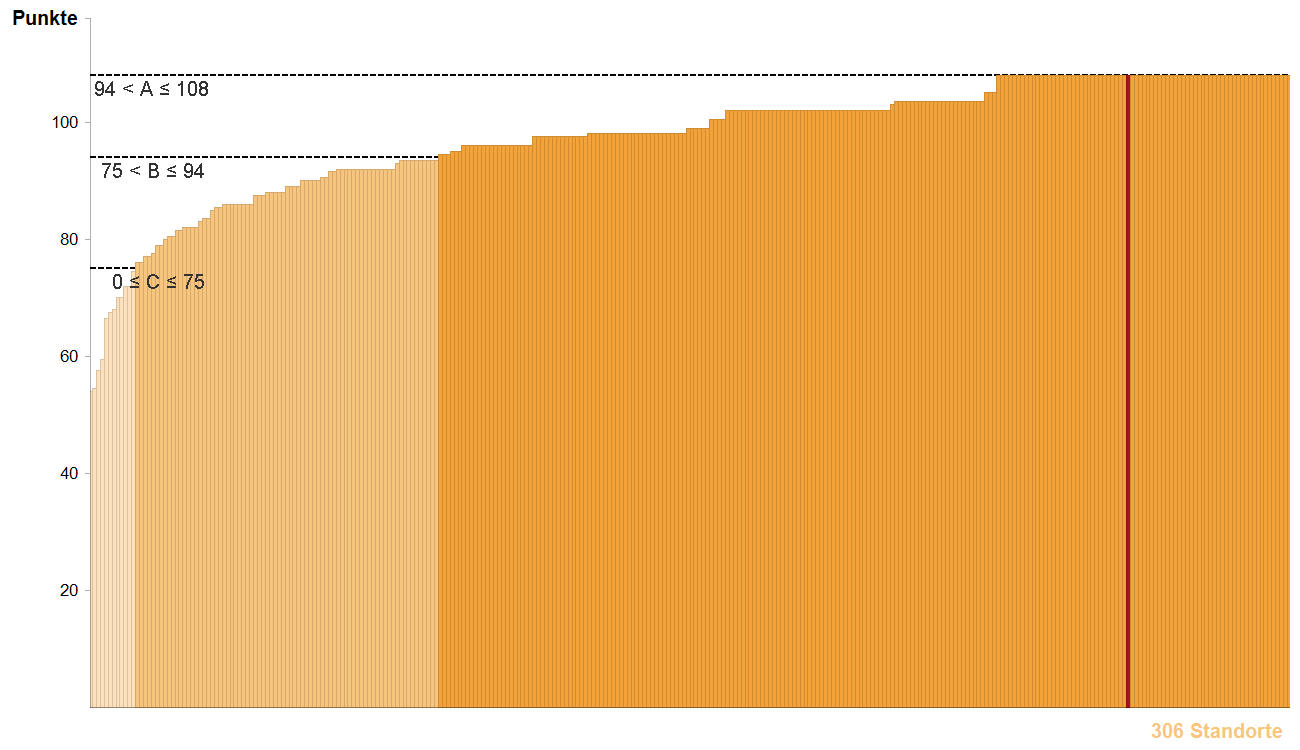 Punkte
94 < A ≤ 108
100
75 < B ≤ 94
80
0 ≤ C ≤ 75
60
40
20
306 Standorte